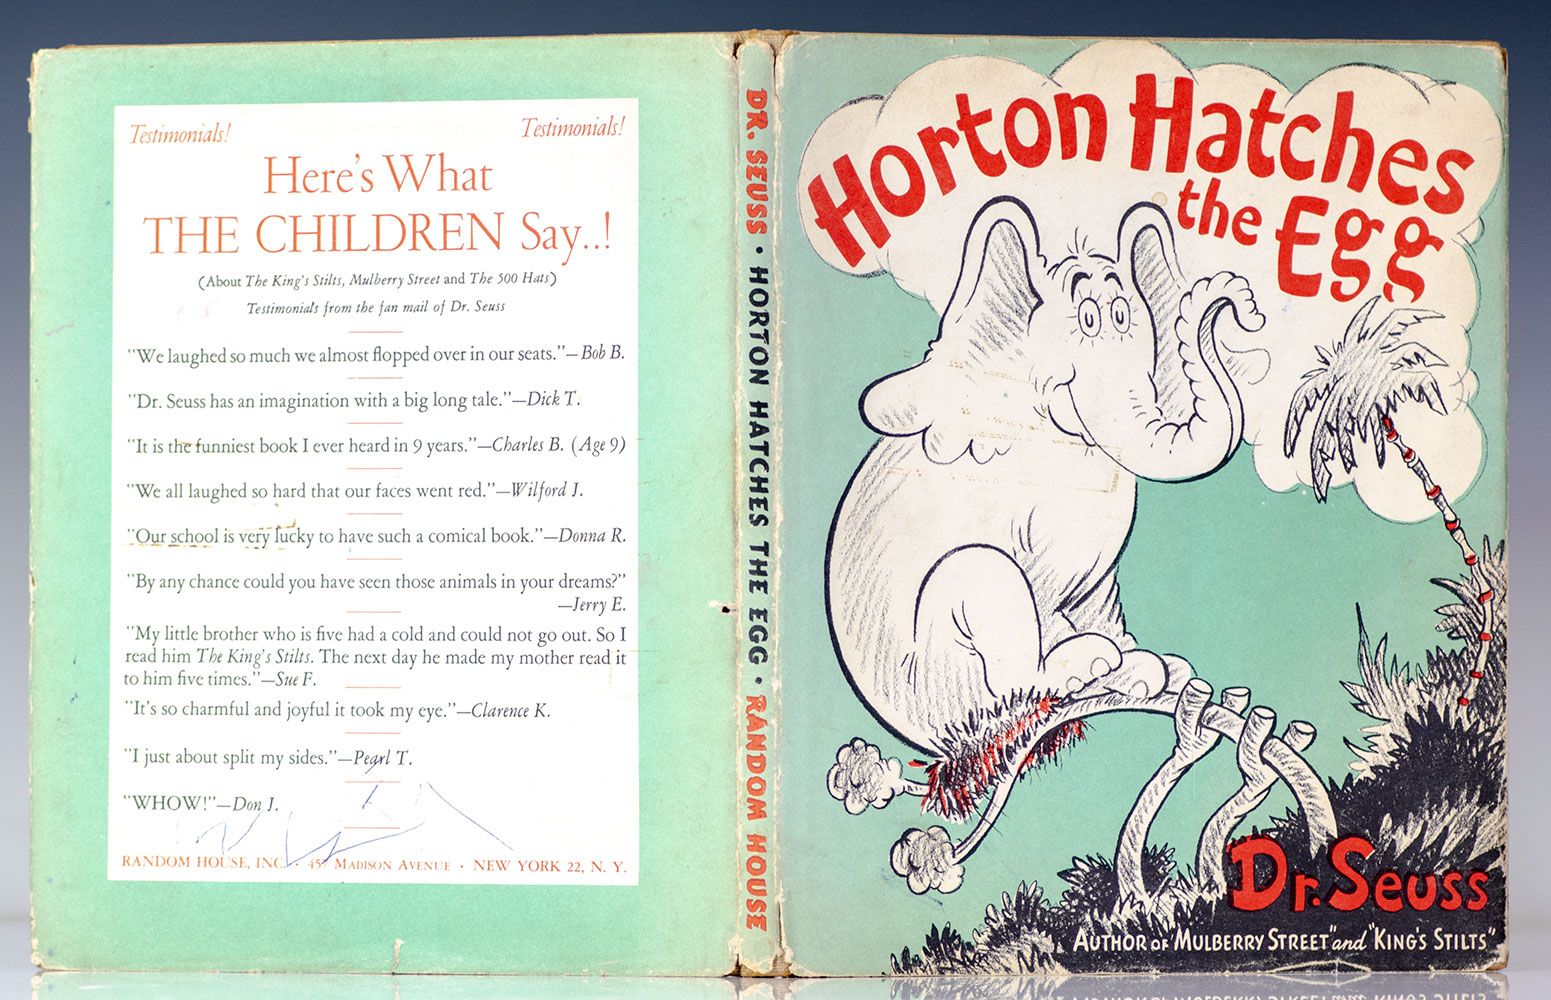 Testimonials! Testimonials!
Here's What
THE CHILDREN Say..!
(About The King's Stilts, Mulberry Street and The 500 Hats)
Testimonials from the fan mail of Dr. Seuss
"We laughed so much we almost flopped over in our seats."—Bob B.
"Dr. Seuss has an imagination with a big long tale."—Dick T.
"It is the funniest book I ever heard in 9 years."—Charles B. (Age 9)
"We all laughed so hard that our faces went red."—Wilford J.
"Our school is very lucky to have such a comical book."—Donna R.
"By any chance could you have seen those animals in your dreams?"
—Jerry E.
"My little brother who is five had a cold and could not go out. So I
read him The King's Stilts. The next day he made my mother read it
to him five times."—Sue F.
"It's so charmful and joyful it took my eye."—Clarence K.
"I just about split my sides."—Pearl T.
"WHOW!"—Don J.
RANDOM HOUSE, INC. · 457 MADISON AVENUE · NEW YORK 22, N. Y.
DR. SEUSS · HORTON HATCHES THE EGG · RANDOM HOUSE
Horton Hatches
the Egg
Dr. Seuss
AUTHOR OF MULBERRY STREET" and "KING'S STILTS"